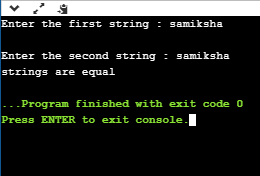 Enter the first string : samiksha
Enter the second string : samiksha
strings are equal
...Program finished with exit code 0
Press ENTER to exit console.